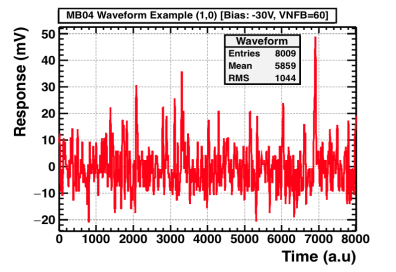 MB04 Waveform Example (1,0) [Bias: -30V, VNFB=60]
Response (mV)
50
40
30
20
10
0
−10
−20
Waveform
Entries 8009
Mean 5859
RMS 1044
0 1000 2000 3000 4000 5000 6000 7000 8000
Time (a.u)